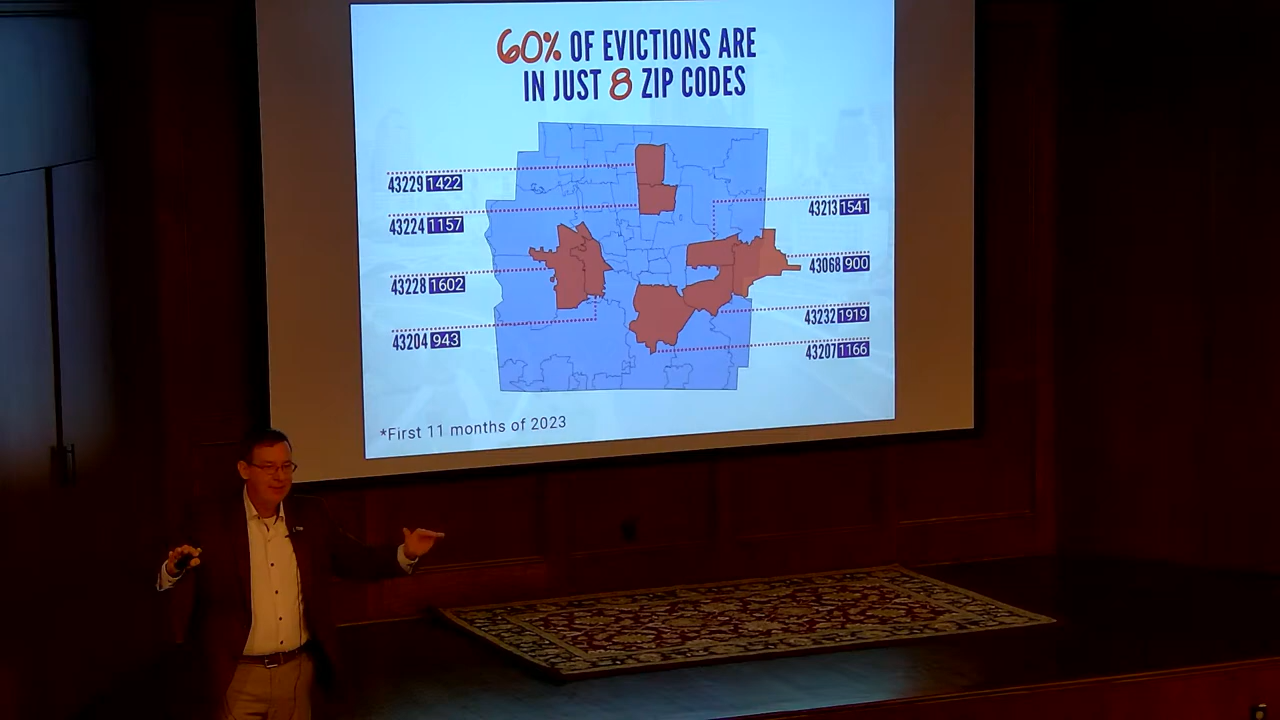 60% OF EVICTIONS ARE
IN JUST 8 ZIP CODES
43229 1422
43224 1157
43228 1602
43204 943
43213 1541
43068 900
43232 1919
43207 1166
*First 11 months of 2023